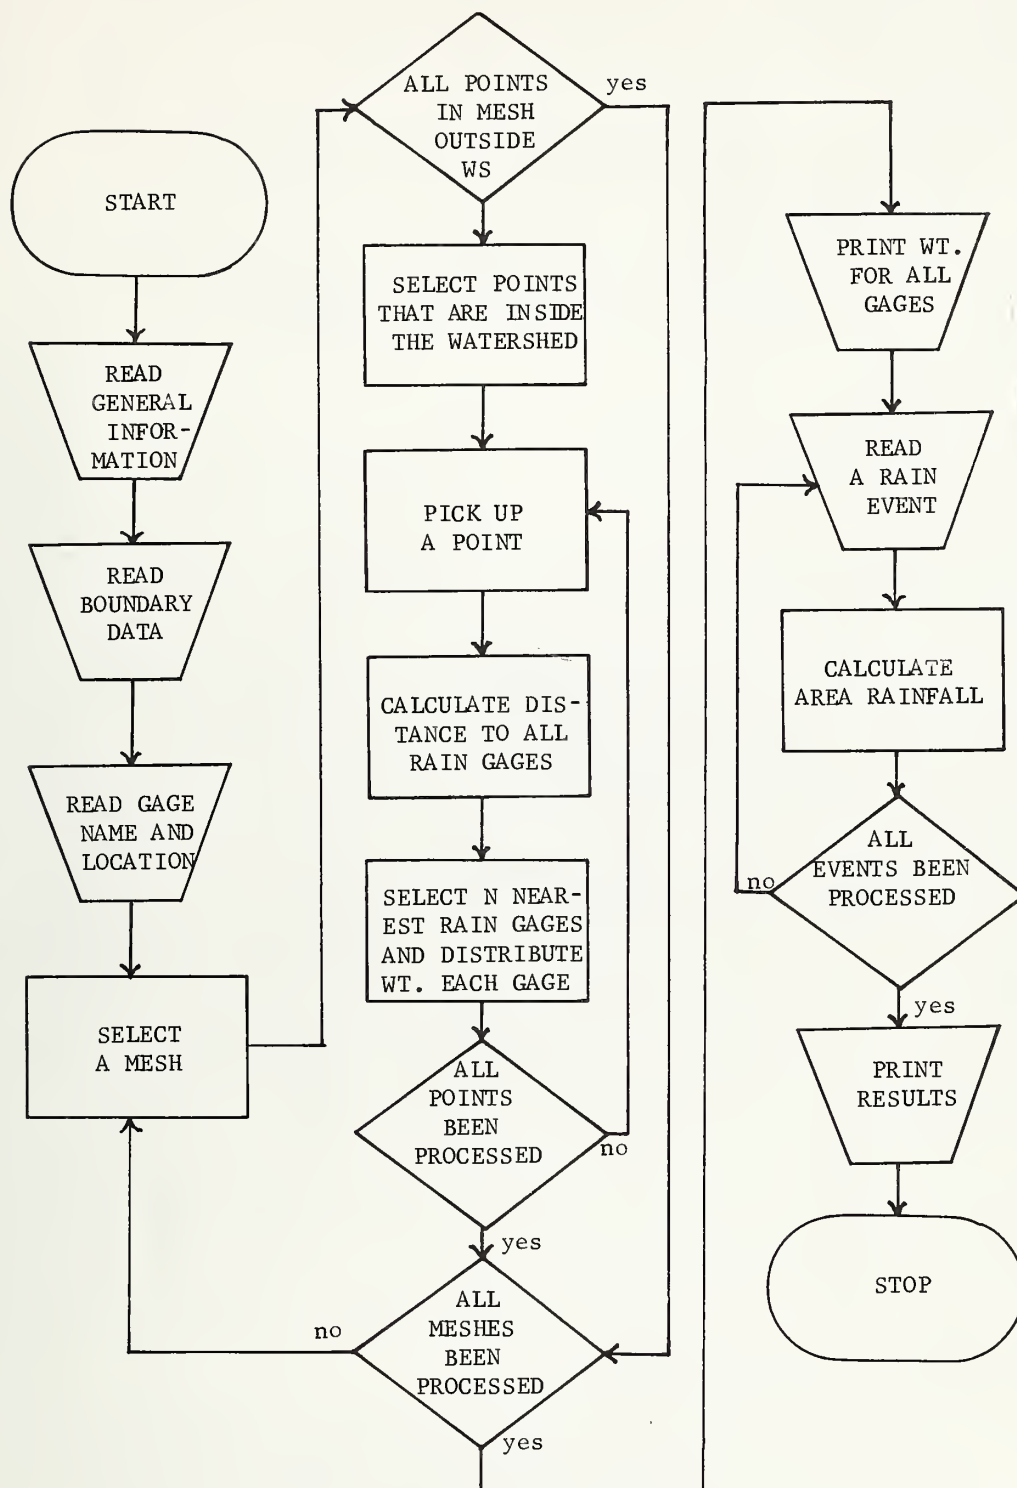 START
READ
GENERAL
INFOR-
MATION
READ
BOUNDARY
DATA
READ GAGE
NAME AND
LOCATION
SELECT
A MESH
ALL POINTS
IN MESH
OUTSIDE
WS
yes
SELECT POINTS
THAT ARE INSIDE
THE WATERSHED
PICK UP
A POINT
CALCULATE DIS-
TANCE TO ALL
RAIN GAGES
SELECT N NEAR-
EST RAIN GAGES
AND DISTRIBUTE
WT. EACH GAGE
ALL
POINTS
BEEN
PROCESSED
no
yes
ALL
MESHES
BEEN
PROCESSED
no
yes
PRINT WT.
FOR ALL
GAGES
READ
A RAIN
EVENT
CALCULATE
AREA RAINFALL
ALL
EVENTS BEEN
PROCESSED
no
yes
PRINT
RESULTS
STOP